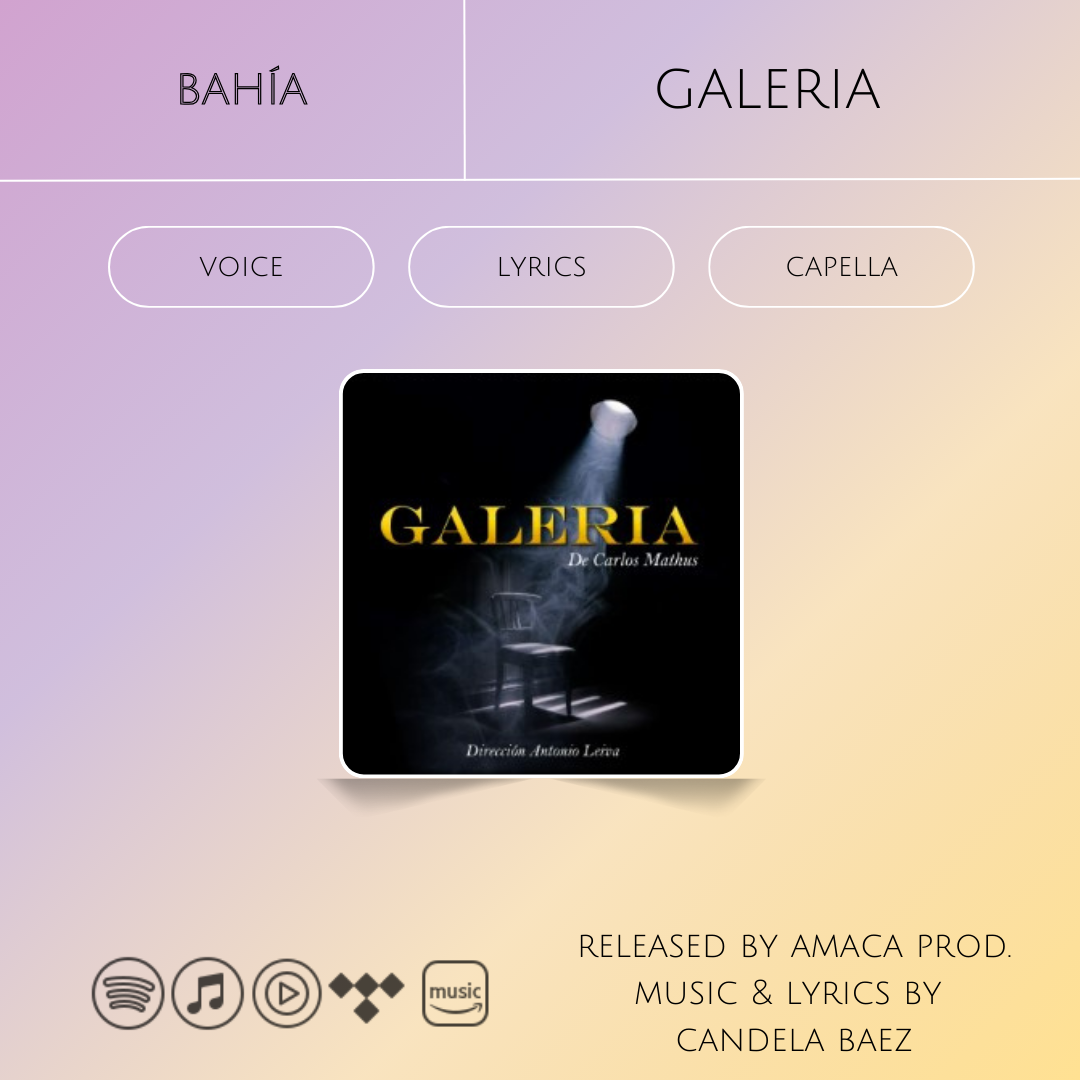 BAHÍA
GALERIA
VOICE
LYRICS
CAPELLA
GALERIA
De Carlos Mathus
Dirección Antonio Leiva
music
RELEASED BY AMACA PROD.
MUSIC & LYRICS BY
CANDELA BAEZ